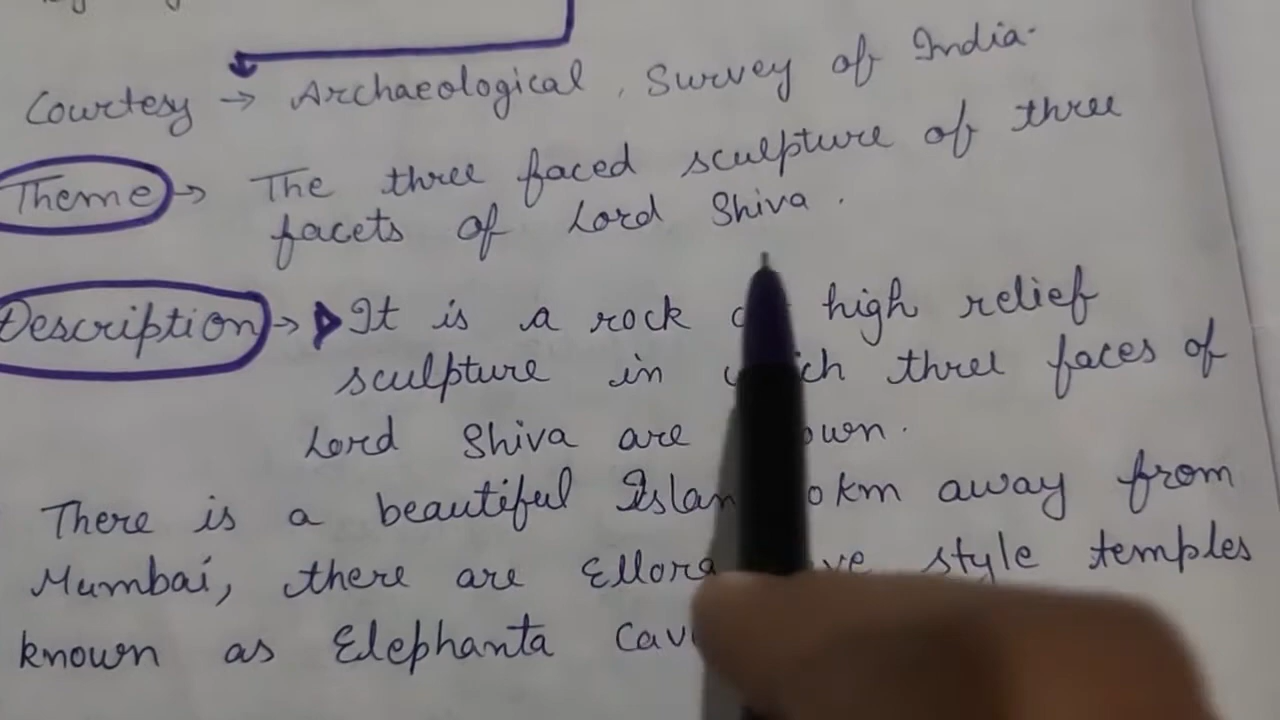 Courtesy → Archaeological Survey of India.
Theme → The three faced sculpture of three
facets of Lord Shiva.
Description → It is a rock high relief
sculpture in three faces of
Lord Shiva are
There is a beautiful km away from
Mumbai, there are Ellora style temples
known as Elephanta